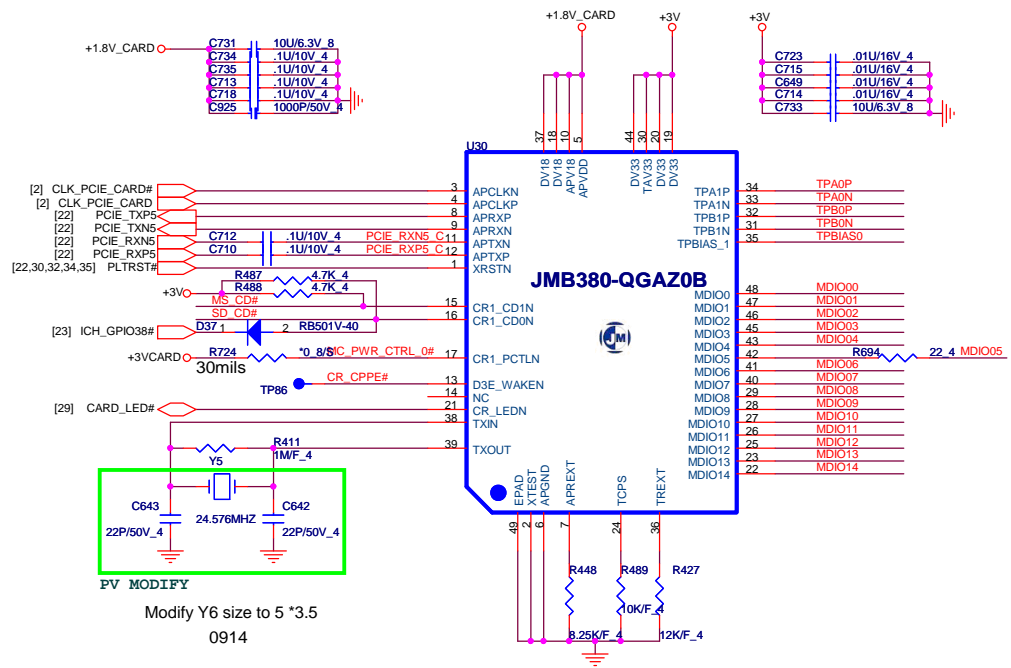 +1.8V_CARD
+3V
+3V
+1.8V_CARD
C731 10U/6.3V_8
C734 .1U/10V_4
C735 .1U/10V_4
C713 .1U/10V_4
C718 .1U/10V_4
C925 1000P/50V_4
C723 .01U/16V_4
C715 .01U/16V_4
C649 .01U/16V_4
C714 .01U/16V_4
C733 10U/6.3V_8
37 18 10 5 44 30 20 19
U30
DV18 DV18 APV18 APVDD DV33 TAV33 DV33 DV33
[2] CLK_PCIE_CARD# 3 APCLKN
[2] CLK_PCIE_CARD 4 APCLKP
[22] PCIE_TXP5 8 APRXP
[22] PCIE_TXN5 9 APRXN
[22] PCIE_RXN5 C712 .1U/10V_4 PCIE_RXN5_C 11 APTXN
[22] PCIE_RXP5 C710 .1U/10V_4 PCIE_RXP5_C 12 APTXP
[22,30,32,34,35] PLTRST# 1 XRSTN
TPA1P 34 TPA0P
TPA1N 33 TPA0N
TPB1P 32 TPB0P
TPB1N 31 TPB0N
TPBIAS_1 35 TPBIAS0
JMB380-QGAZ0B
JM
R487 4.7K_4
+3V R488 4.7K_4
MS_CD# 15 CR1_CD1N
SD_CD# 16 CR1_CD0N
[23] ICH_GPIO38# D37 1 2 RB501V-40
+3VCARD R724 *0_8/S MC_PWR_CTRL_0# 17 CR1_PCTLN
30mils
TP86 CR_CPPE# 13 D3E_WAKEN
14 NC
[29] CARD_LED# 21 CR_LEDN
38 TXIN
39 TXOUT
MDIO0 48 MDIO00
MDIO1 47 MDIO01
MDIO2 46 MDIO02
MDIO3 45 MDIO03
MDIO4 43 MDIO04
MDIO5 42 R694 22_4 MDIO05
MDIO6 41 MDIO06
MDIO7 40 MDIO07
MDIO8 29 MDIO08
MDIO9 28 MDIO09
MDIO10 27 MDIO10
MDIO11 26 MDIO11
MDIO12 25 MDIO12
MDIO13 23 MDIO13
MDIO14 22 MDIO14
R411
1M/F_4
Y5
C643 24.576MHZ C642
22P/50V_4 22P/50V_4
EPAD XTEST APGND APREXT TCPS TREXT
49 2 6 7 24 36
R448 R489 R427
8.25K/F_4 10K/F_4 12K/F_4
PV MODIFY
Modify Y6 size to 5 *3.5
0914